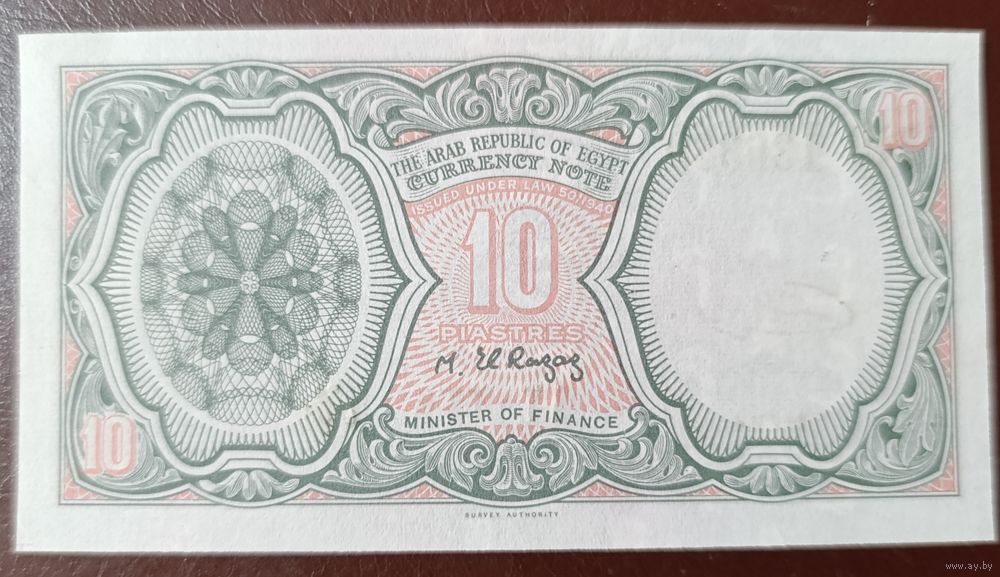 10
THE ARAB REPUBLIC OF EGYPT
CURRENCY NOTE
ISSUED UNDER LAW 50/1940
10
PIASTRES
M. El Razaz
MINISTER OF FINANCE
10
SURVEY AUTHORITY
www.ay.by